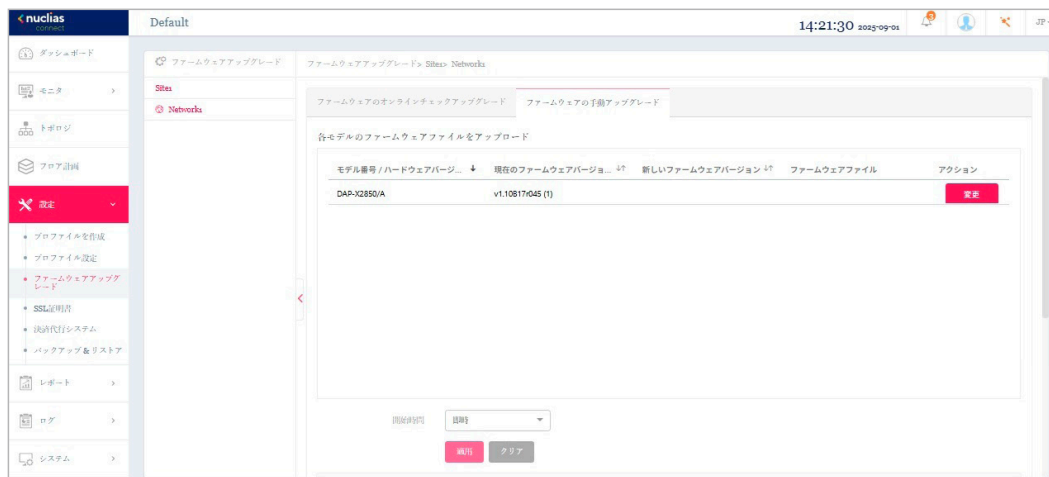 nuclias
connect
Default
14:21:30 2025-09-01
3
JP
ダッシュボード
モニタ
トポロジ
フロア計画
設定
プロファイルを作成
プロファイル設定
ファームウェアアップグ
レード
SSL証明書
決済代行システム
バックアップ&リストア
レポート
ログ
システム
ファームウェアアップグレード
Sites
Networks
ファームウェアアップグレード> Sites> Networks
ファームウェアのオンラインチェックアップグレード
ファームウェアの手動アップグレード
各モデルのファームウェアファイルをアップロード
モデル番号 / ハードウェアバージ... 現在のファームウェアバージョ... 新しいファームウェアバージョン ファームウェアファイル アクション
DAP-X2850/A v1.10B17r045 (1) 変更
開始時間 即時
適用 クリア